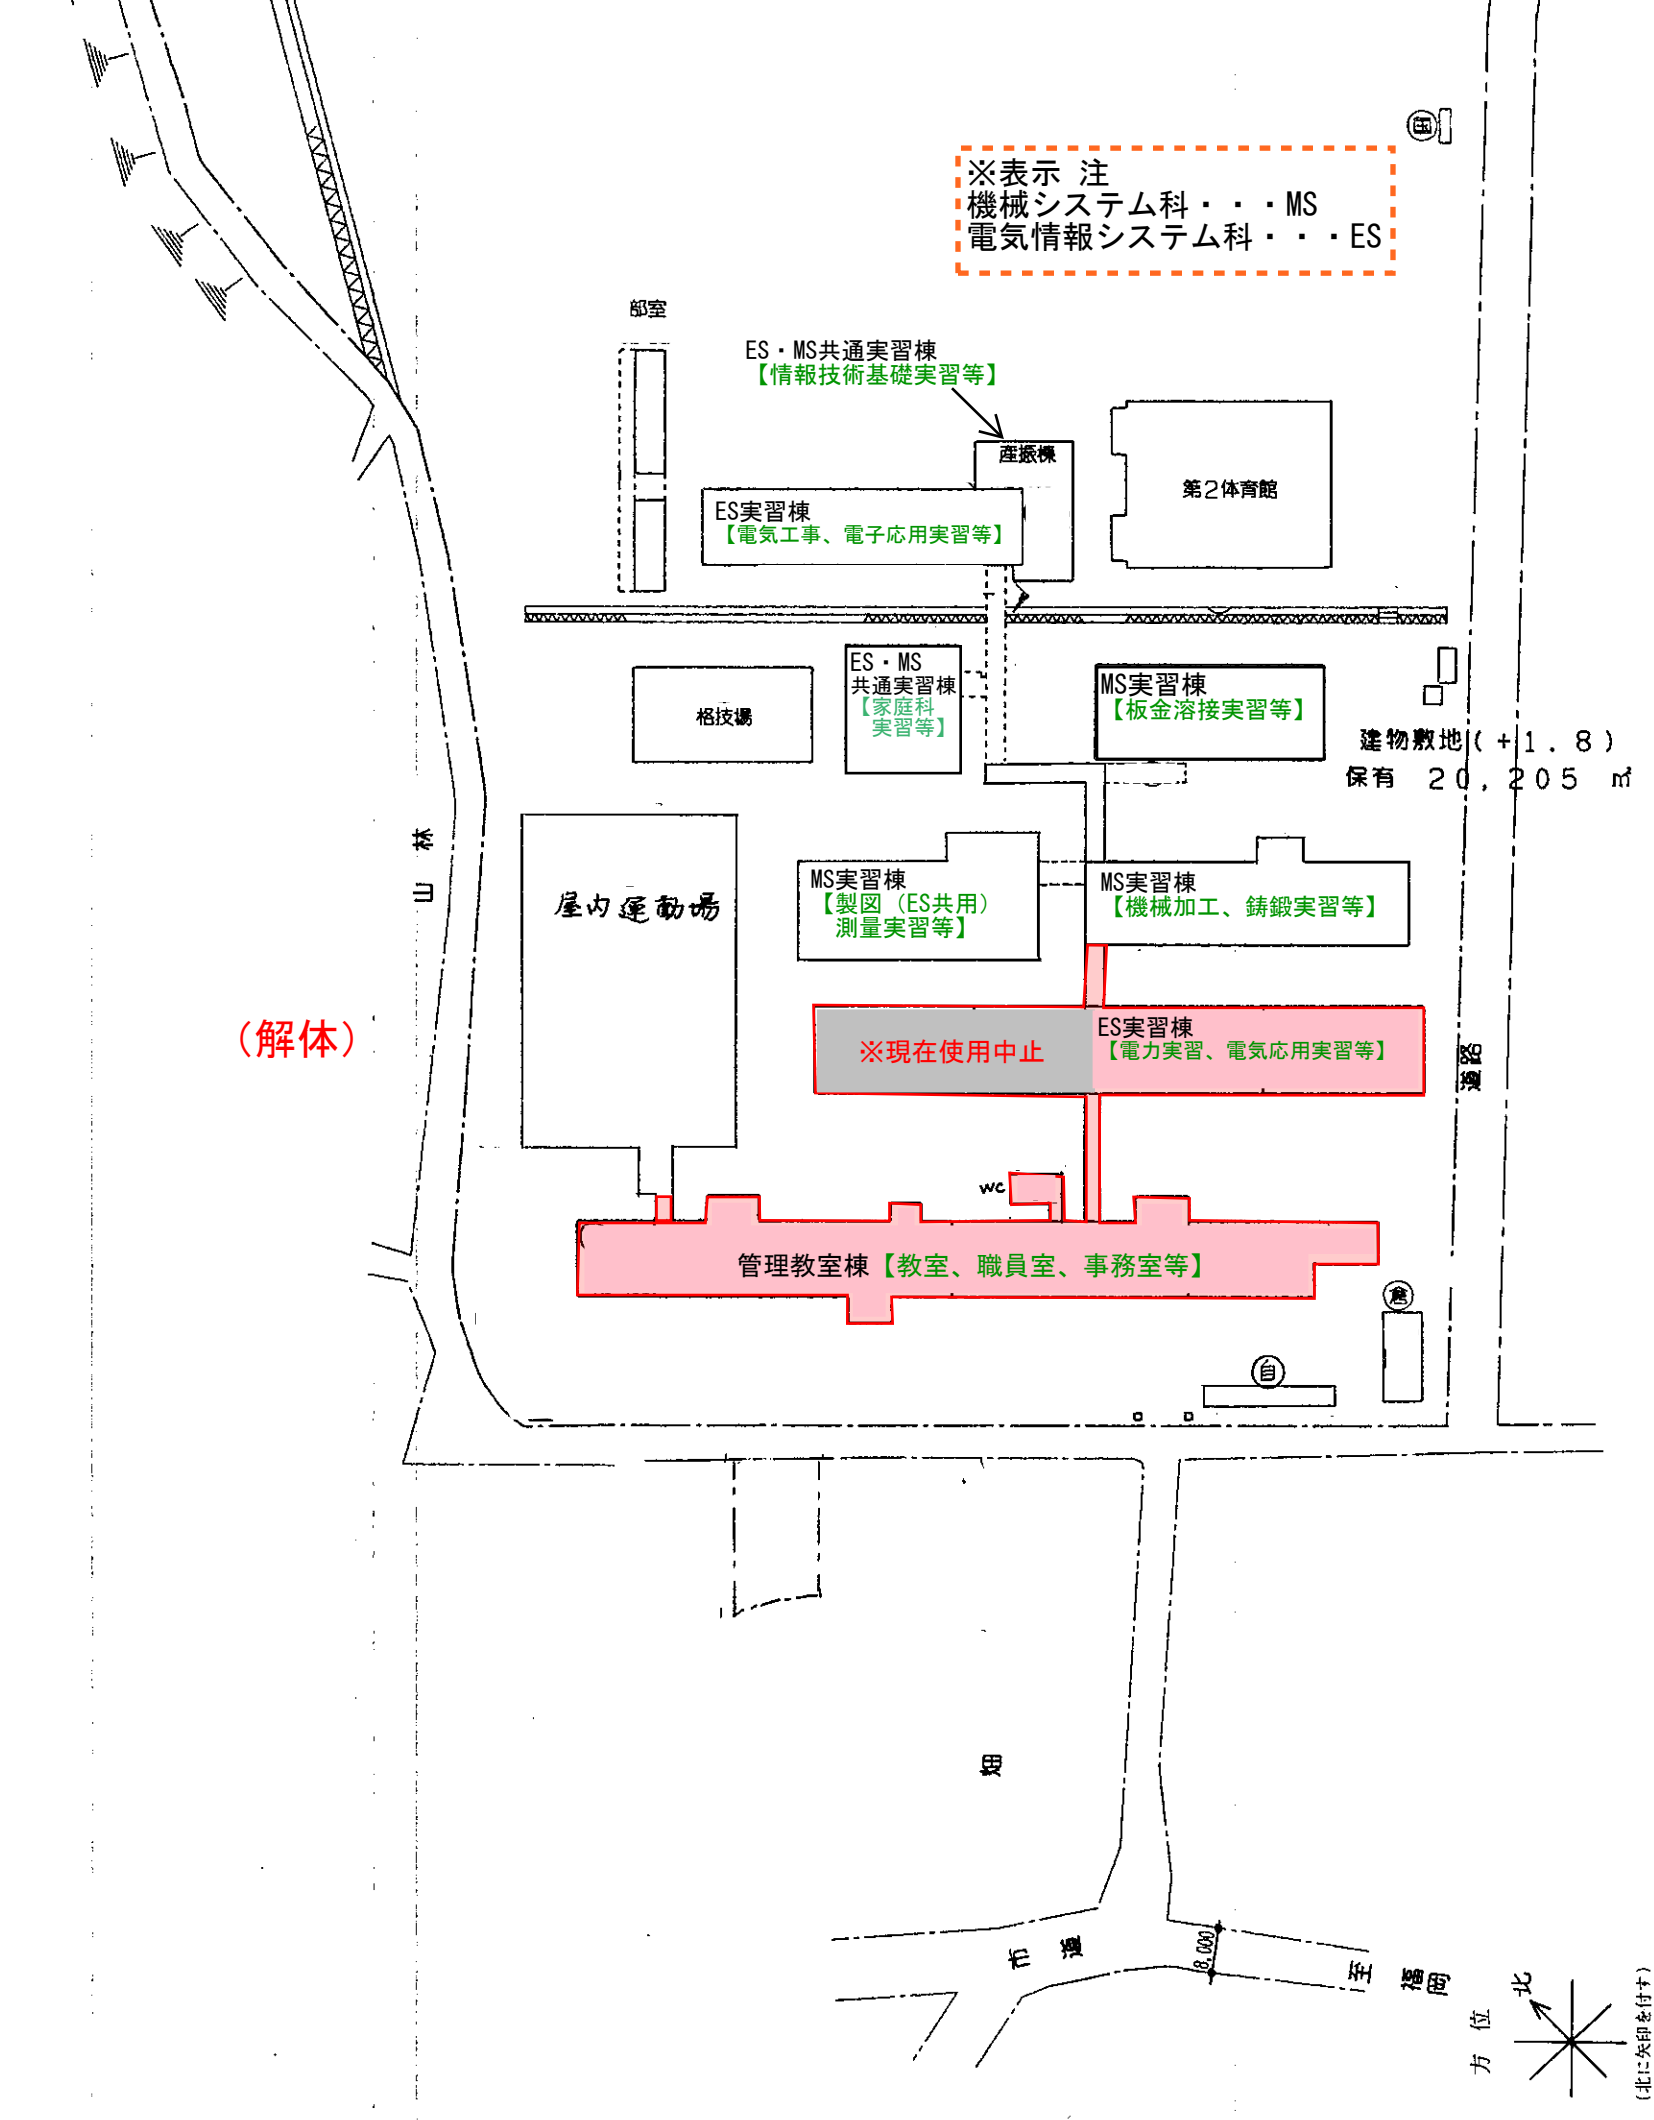 ※表示 注
機械システム科・・・MS
電気情報システム科・・・ES
部室
ES・MS共通実習棟
【情報技術基礎実習等】
産振棟
第2体育館
ES実習棟
【電気工事、電子応用実習等】
ES・MS
共通実習棟
【家庭科
実習等】
格技場
MS実習棟
【板金溶接実習等】
建物敷地(+1.8)
保有 20,205 ㎡
山林
屋内運動場
MS実習棟
【製図（ES共用）
測量実習等】
MS実習棟
【機械加工、鋳鍛実習等】
（解体）
※現在使用中止
ES実習棟
【電力実習、電気応用実習等】
道路
WC
管理教室棟【教室、職員室、事務室等】
倉
自
畑
市道
8,000
至 福岡
北
方位
(北に矢印を付す)